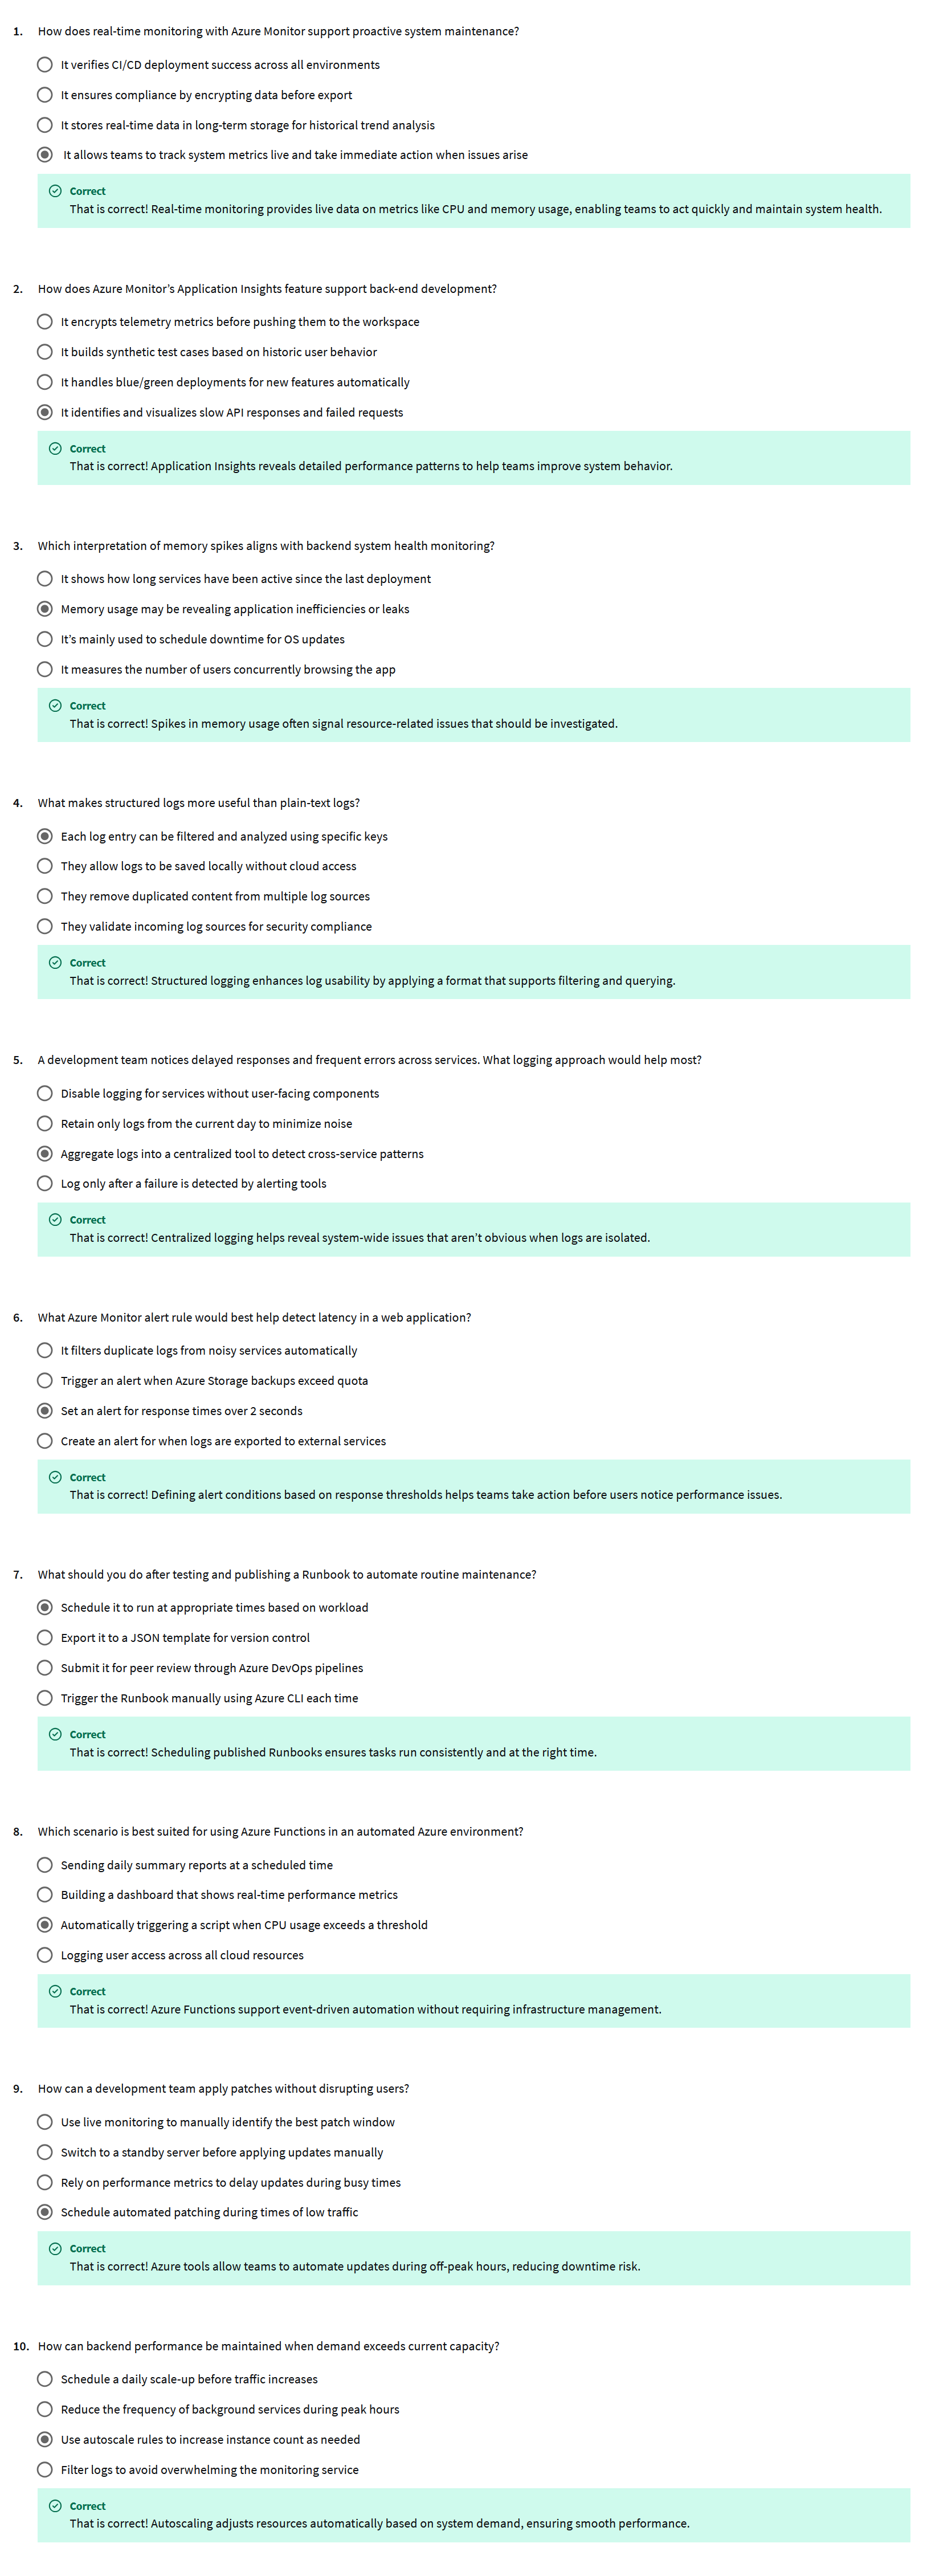 1. How does real-time monitoring with Azure Monitor support proactive system maintenance?
It verifies CI/CD deployment success across all environments
It ensures compliance by encrypting data before export
It stores real-time data in long-term storage for historical trend analysis
It allows teams to track system metrics live and take immediate action when issues arise
Correct
That is correct! Real-time monitoring provides live data on metrics like CPU and memory usage, enabling teams to act quickly and maintain system health.
2. How does Azure Monitor’s Application Insights feature support back-end development?
It encrypts telemetry metrics before pushing them to the workspace
It builds synthetic test cases based on historic user behavior
It handles blue/green deployments for new features automatically
It identifies and visualizes slow API responses and failed requests
Correct
That is correct! Application Insights reveals detailed performance patterns to help teams improve system behavior.
3. Which interpretation of memory spikes aligns with backend system health monitoring?
It shows how long services have been active since the last deployment
Memory usage may be revealing application inefficiencies or leaks
It’s mainly used to schedule downtime for OS updates
It measures the number of users concurrently browsing the app
Correct
That is correct! Spikes in memory usage often signal resource-related issues that should be investigated.
4. What makes structured logs more useful than plain-text logs?
Each log entry can be filtered and analyzed using specific keys
They allow logs to be saved locally without cloud access
They remove duplicated content from multiple log sources
They validate incoming log sources for security compliance
Correct
That is correct! Structured logging enhances log usability by applying a format that supports filtering and querying.
5. A development team notices delayed responses and frequent errors across services. What logging approach would help most?
Disable logging for services without user-facing components
Retain only logs from the current day to minimize noise
Aggregate logs into a centralized tool to detect cross-service patterns
Log only after a failure is detected by alerting tools
Correct
That is correct! Centralized logging helps reveal system-wide issues that aren’t obvious when logs are isolated.
6. What Azure Monitor alert rule would best help detect latency in a web application?
It filters duplicate logs from noisy services automatically
Trigger an alert when Azure Storage backups exceed quota
Set an alert for response times over 2 seconds
Create an alert for when logs are exported to external services
Correct
That is correct! Defining alert conditions based on response thresholds helps teams take action before users notice performance issues.
7. What should you do after testing and publishing a Runbook to automate routine maintenance?
Schedule it to run at appropriate times based on workload
Export it to a JSON template for version control
Submit it for peer review through Azure DevOps pipelines
Trigger the Runbook manually using Azure CLI each time
Correct
That is correct! Scheduling published Runbooks ensures tasks run consistently and at the right time.
8. Which scenario is best suited for using Azure Functions in an automated Azure environment?
Sending daily summary reports at a scheduled time
Building a dashboard that shows real-time performance metrics
Automatically triggering a script when CPU usage exceeds a threshold
Logging user access across all cloud resources
Correct
That is correct! Azure Functions support event-driven automation without requiring infrastructure management.
9. How can a development team apply patches without disrupting users?
Use live monitoring to manually identify the best patch window
Switch to a standby server before applying updates manually
Rely on performance metrics to delay updates during busy times
Schedule automated patching during times of low traffic
Correct
That is correct! Azure tools allow teams to automate updates during off-peak hours, reducing downtime risk.
10. How can backend performance be maintained when demand exceeds current capacity?
Schedule a daily scale-up before traffic increases
Reduce the frequency of background services during peak hours
Use autoscale rules to increase instance count as needed
Filter logs to avoid overwhelming the monitoring service
Correct
That is correct! Autoscaling adjusts resources automatically based on system demand, ensuring smooth performance.